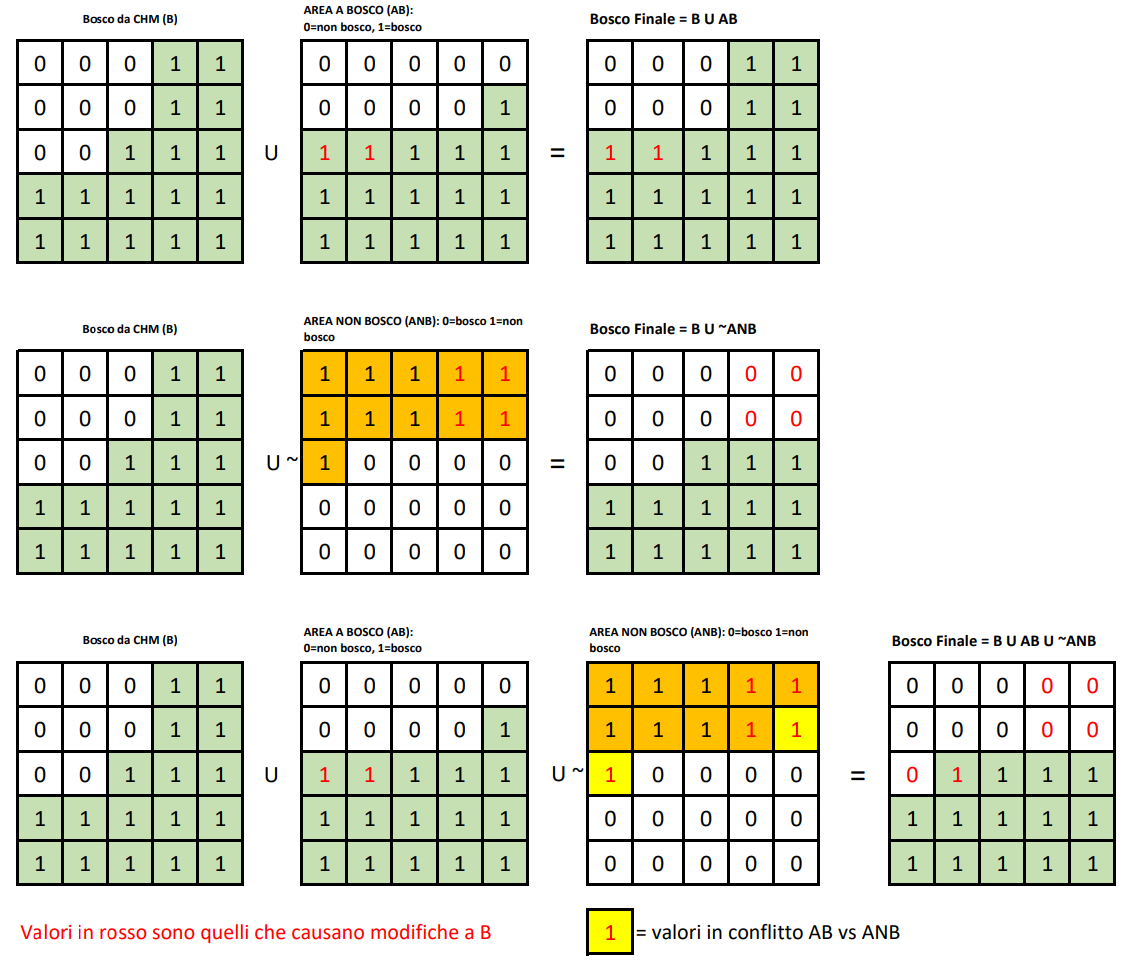 Bosco da CHM (B)
AREA A BOSCO (AB):
0=non bosco, 1=bosco
Bosco Finale = B U AB
0 0 0 1 1
0 0 0 1 1
0 0 1 1 1
1 1 1 1 1
1 1 1 1 1
U
0 0 0 0 0
0 0 0 0 1
1 1 1 1 1
1 1 1 1 1
1 1 1 1 1
=
0 0 0 1 1
0 0 0 1 1
1 1 1 1 1
1 1 1 1 1
1 1 1 1 1
Bosco da CHM (B)
AREA NON BOSCO (ANB): 0=bosco 1=non
bosco
Bosco Finale = B U ~ANB
0 0 0 1 1
0 0 0 1 1
0 0 1 1 1
1 1 1 1 1
1 1 1 1 1
U ~
1 1 1 1 1
1 1 1 1 1
1 0 0 0 0
0 0 0 0 0
0 0 0 0 0
=
0 0 0 0 0
0 0 0 0 0
0 0 1 1 1
1 1 1 1 1
1 1 1 1 1
Bosco da CHM (B)
AREA A BOSCO (AB):
0=non bosco, 1=bosco
AREA NON BOSCO (ANB): 0=bosco 1=non
bosco
Bosco Finale = B U AB U ~ANB
0 0 0 1 1
0 0 0 1 1
0 0 1 1 1
1 1 1 1 1
1 1 1 1 1
U
0 0 0 0 0
0 0 0 0 1
1 1 1 1 1
1 1 1 1 1
1 1 1 1 1
U ~
1 1 1 1 1
1 1 1 1 1
1 0 0 0 0
0 0 0 0 0
0 0 0 0 0
=
0 0 0 0 0
0 0 0 0 0
0 1 1 1 1
1 1 1 1 1
1 1 1 1 1
Valori in rosso sono quelli che causano modifiche a B
1 = valori in conflitto AB vs ANB